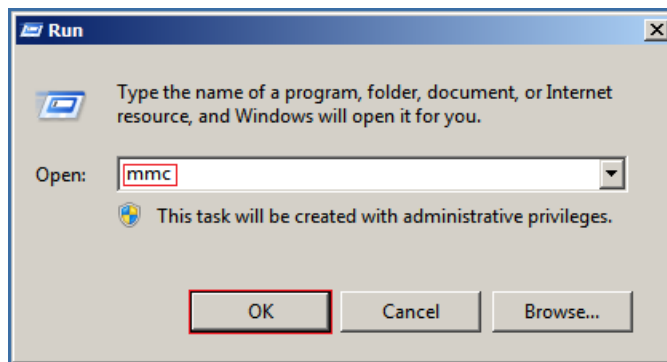 Run
Type the name of a program, folder, document, or Internet
resource, and Windows will open it for you.
Open: mmc
This task will be created with administrative privileges.
OK Cancel Browse...